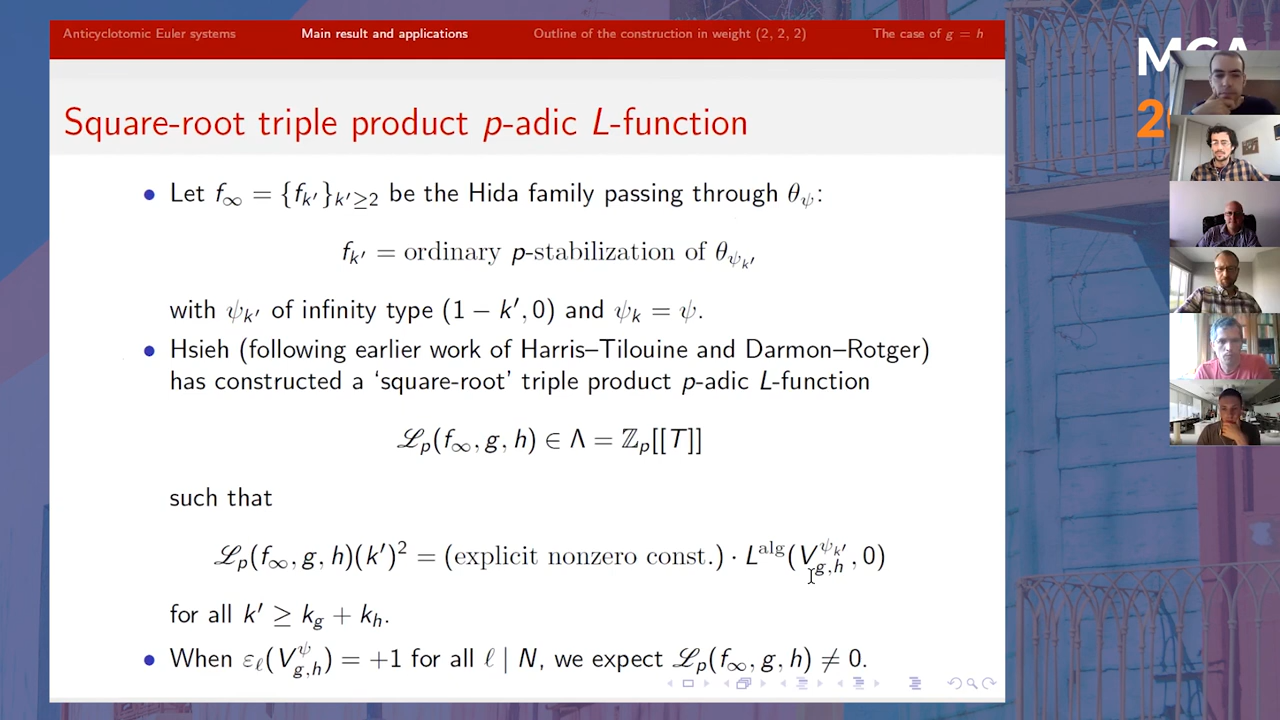 Anticyclotomic Euler systems Main result and applications Outline of the construction in weight (2, 2, 2) The case of g = h
Square-root triple product p-adic L-function
• Let f_∞ = {f_{k′}}_{k′≥2} be the Hida family passing through θ_ψ:
f_{k′} = ordinary p-stabilization of θ_{ψ_{k′}}
with ψ_{k′} of infinity type (1 − k′, 0) and ψ_k = ψ.
• Hsieh (following earlier work of Harris–Tilouine and Darmon–Rotger)
has constructed a ‘square-root’ triple product p-adic L-function
ℒ_p(f_∞, g, h) ∈ Λ = ℤ_p[[T]]
such that
ℒ_p(f_∞, g, h)(k′)² = (explicit nonzero const.) · L^{alg}(V_{g,h}^{ψ_{k′}}, 0)
for all k′ ≥ k_g + k_h.
• When ε_ℓ(V_{g,h}^ψ) = +1 for all ℓ | N, we expect ℒ_p(f_∞, g, h) ≠ 0.